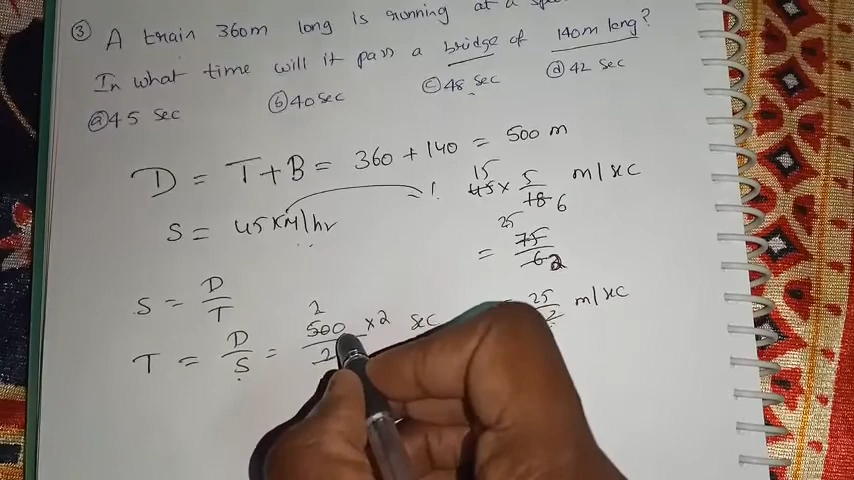 ③ A train 360m long is running at a
In what time will it pass a bridge of 140m long?
ⓐ 45 sec ⓑ 40 sec ⓒ 48 sec ⓓ 42 sec
D = T + B = 360 + 140 = 500 m
S = 45 KM/hr
15
45 × 5/18 6 m/sec
25
= 75/6 2
S = D/T
25/2 m/sec
2
T = D/S = 500/2 × 2 sec